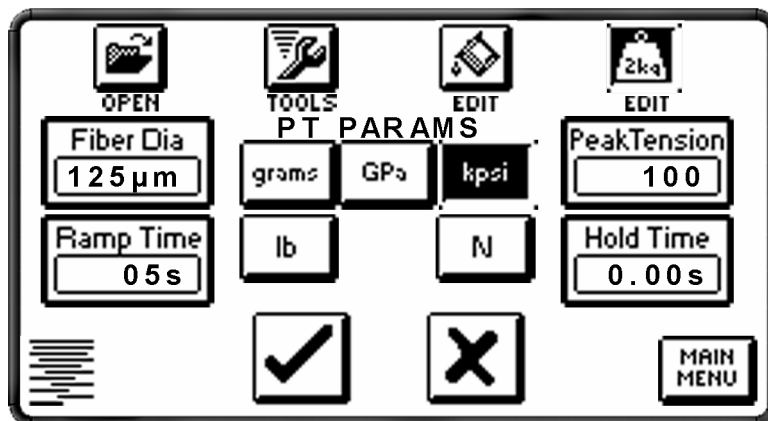 2kg
OPEN TOOLS EDIT EDIT
PT PARAMS
Fiber Dia grams GPa kpsi PeakTension
125µm 100
Ramp Time lb N Hold Time
05s 0.00s
MAIN
MENU